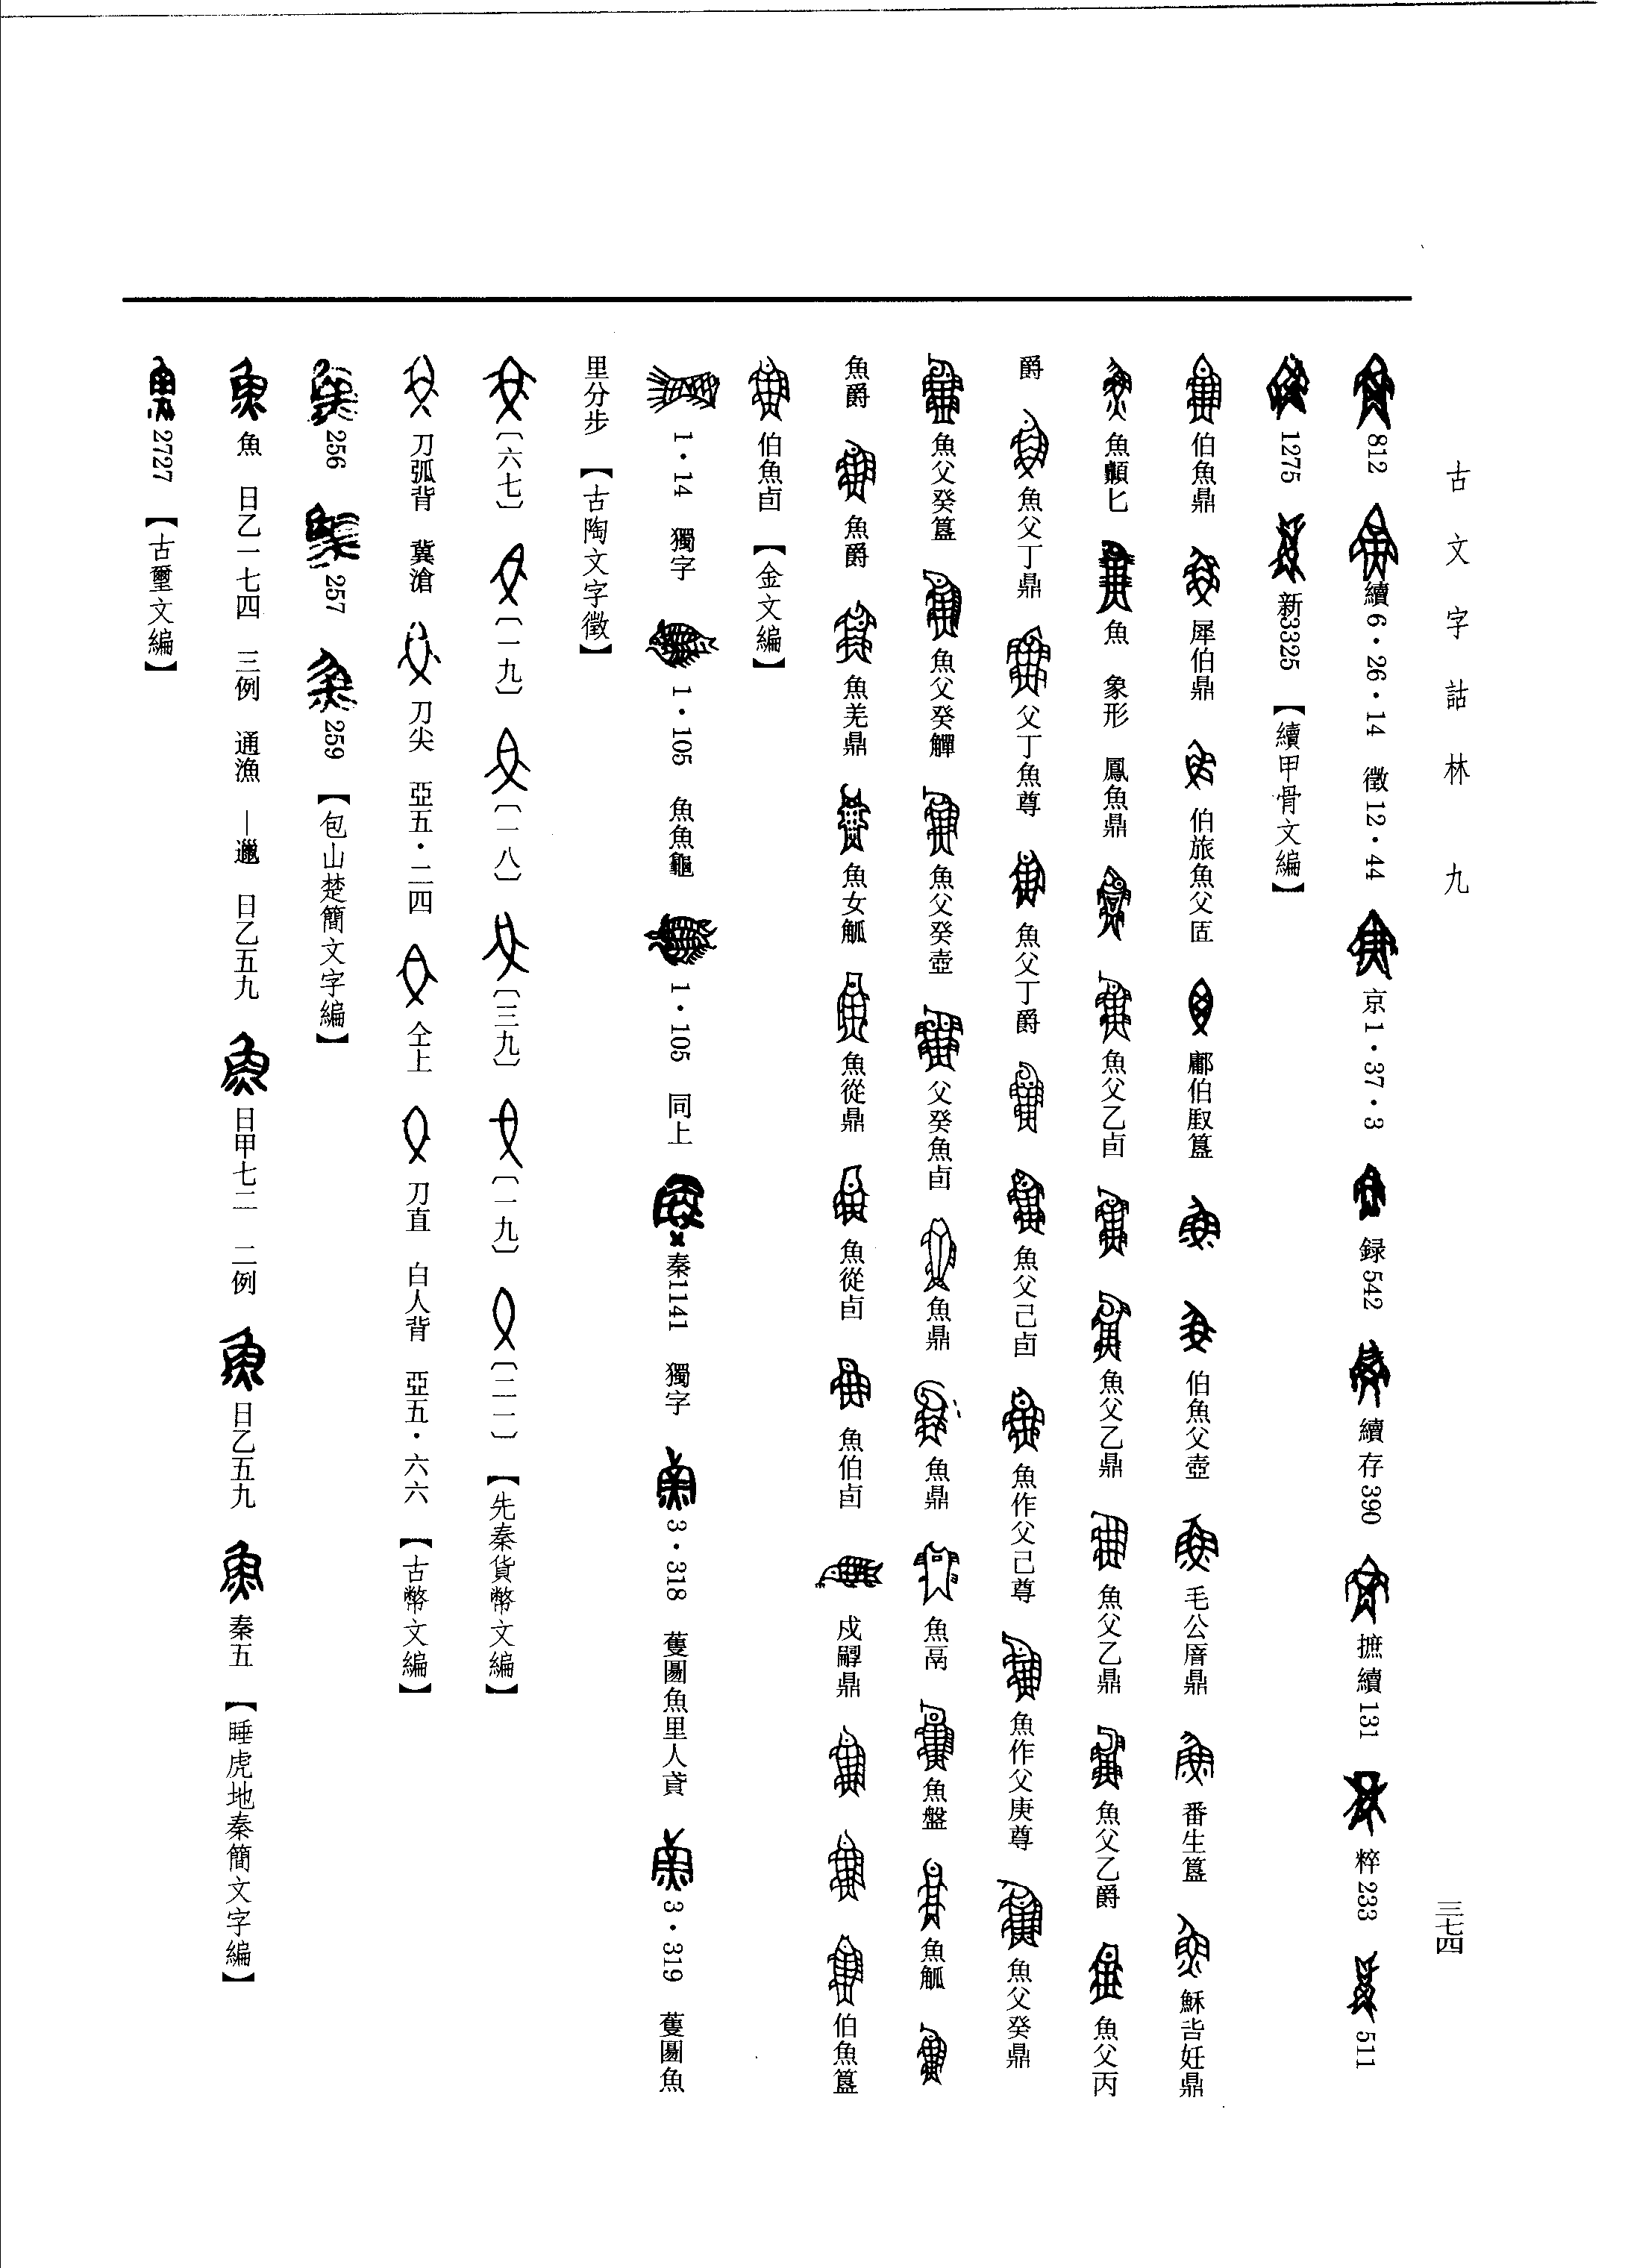 古文字詁林 九
三七四
812 續6・26・14 徵12・44 京1・37・3 録542 續存390 摭續131 粹233 511
1275 新3325 【續甲骨文編】
伯魚鼎 犀伯鼎 伯旅魚父𠤳 伯魚父壺 毛公㫍鼎 番生簋 穌𠰞妊鼎
魚顱匕 魚 象形 鳳魚鼎 魚父乙卣 魚父乙鼎 魚父乙鼎 魚父乙爵 魚父丙
爵 魚父丁鼎 父丁魚尊 魚父丁爵 魚父己卣 魚作父己尊 魚作父庚尊 魚父癸鼎
魚父癸簋 魚父癸觶 魚父癸壺 父癸魚卣 魚鼎 魚鼎 魚鬲 魚盤 魚觚
魚爵 魚爵 魚羌鼎 魚女觚 魚從鼎 魚從卣 魚伯卣 戍嗣鼎 伯魚簋
伯魚卣 【金文編】
1・14 獨字 1・105 魚魚龜 1・105 同上 秦1141 獨字 3・318 蒦圈魚里人𧵩 3・319 蒦圈魚
里分步 【古陶文字徵】
〔六七〕 〔一九〕 〔一八〕 〔三九〕 〔一九〕 〔二一〕 【先秦貨幣文編】
刀弧背 冀滄 刀尖 亞五・二四 仝上 刀直 白人背 亞五・六六 【古幣文編】
256 257 259 【包山楚簡文字編】
魚 日乙一七四 三例 通漁 —邋 日乙五九 日甲七二 二例 日乙五九 秦五 【睡虎地秦簡文字編】
2727 【古璽文編】